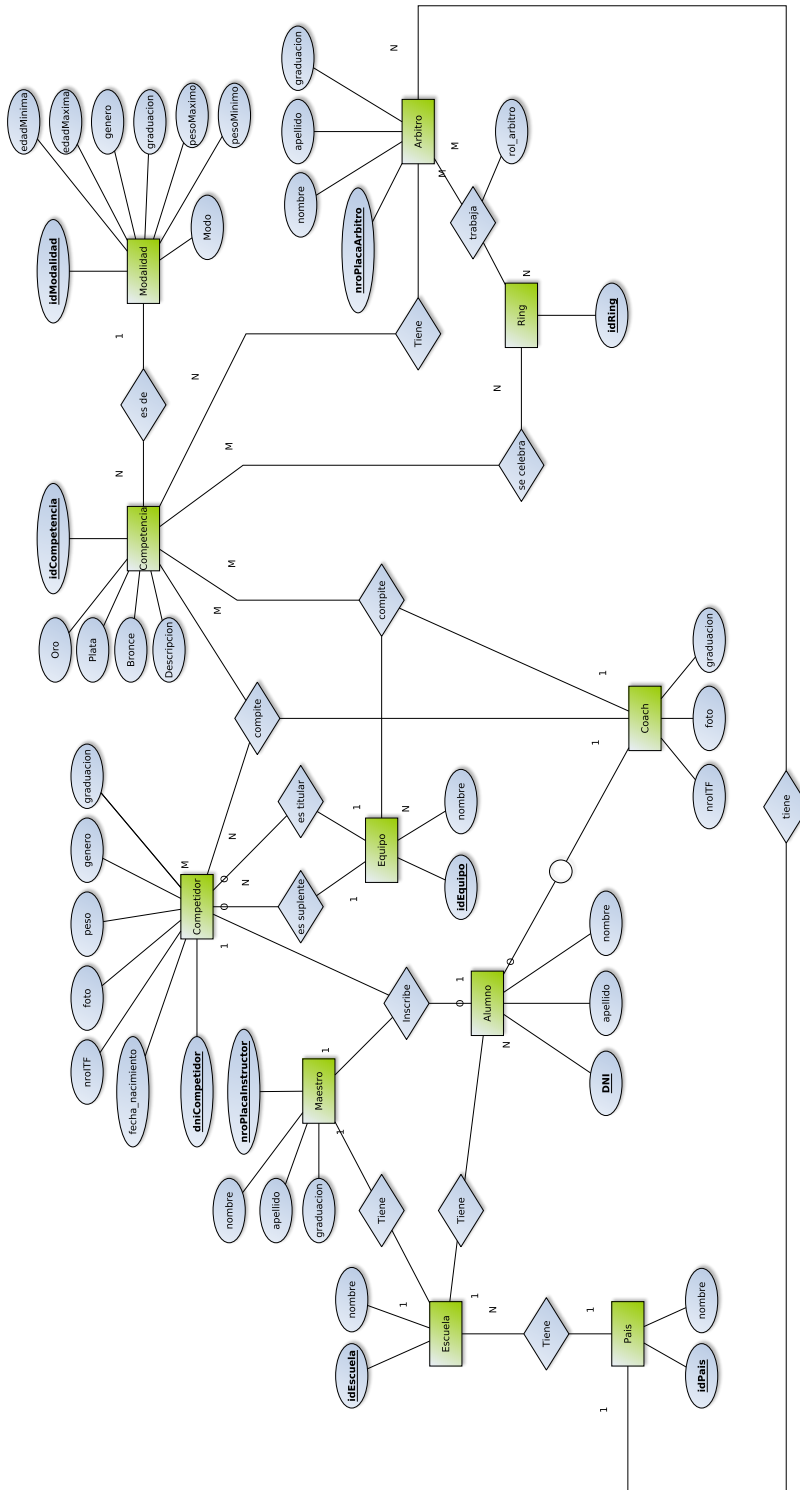 edadMinima
idCompetencia
idModalidad
edadMaxima
Oro
nroITF
foto
peso
genero
graduacion
Plata
genero
N
1
fecha_nacimiento
Bronce
Competencia
es de
Modalidad
graduacion
Descripcion
pesoMaximo
M
dniCompetidor
Competidor
N
Modo
pesoMinimo
M
1
O
O
nombre
N
M
M
nroPlacaInstructor
N
compite
apellido
es suplente
es titular
nombre
apellido
graduacion
graduacion
Maestro
1
1
idEscuela
nombre
1
1
nroPlacaArbitro
Tiene
Equipo
compite
N
1
Inscribe
N
Tiene
Arbitro
M
Escuela
M
Tiene
O
1
idEquipo
nombre
trabaja
1
Alumno
N
N
N
O
rol_arbitro
se celebra
Ring
N
Tiene
1
1
1
1
DNI
apellido
nombre
idRing
Pais
Coach
idPais
nombre
nroITF
foto
graduacion
tiene